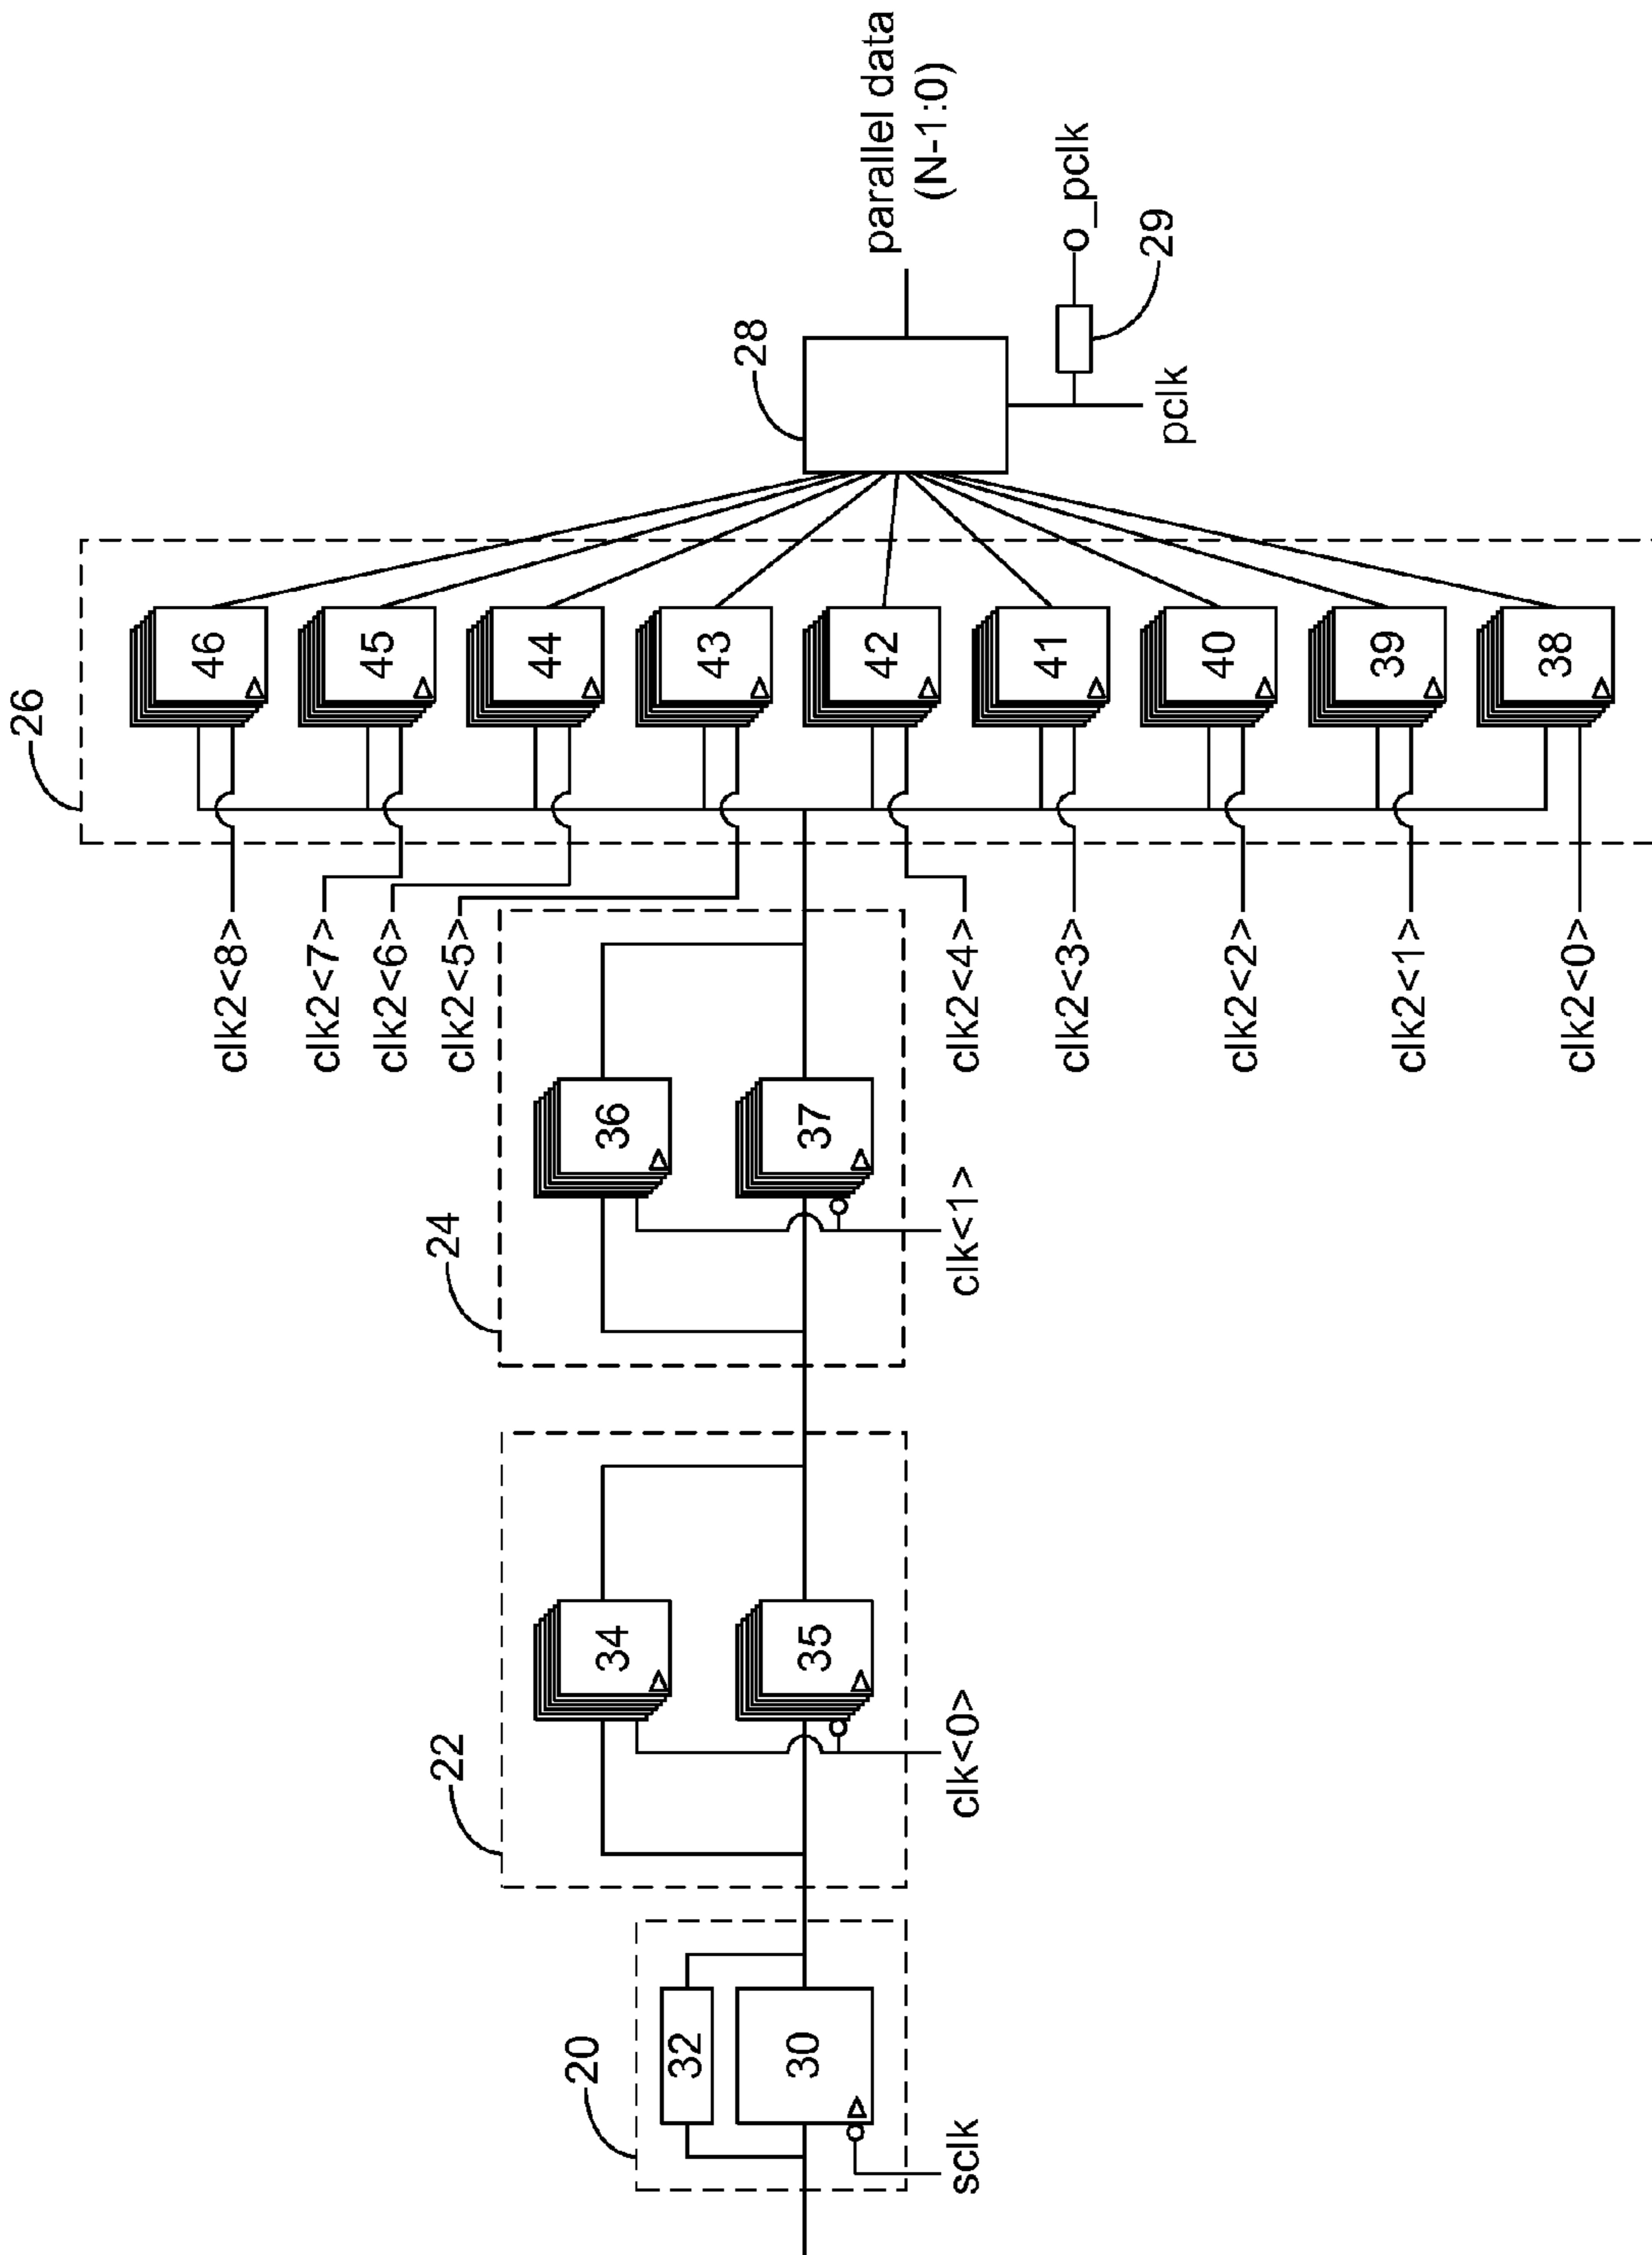 26
46
45
44
43
42
41
40
39
38
clk2<8>
clk2<7>
clk2<6>
clk2<5>
clk2<4>
clk2<3>
clk2<2>
clk2<1>
clk2<0>
28
parallel data
(N-1:0)
o_pclk
29
pclk
24
36
37
clk<1>
22
34
35
clk<0>
20
32
30
sclk